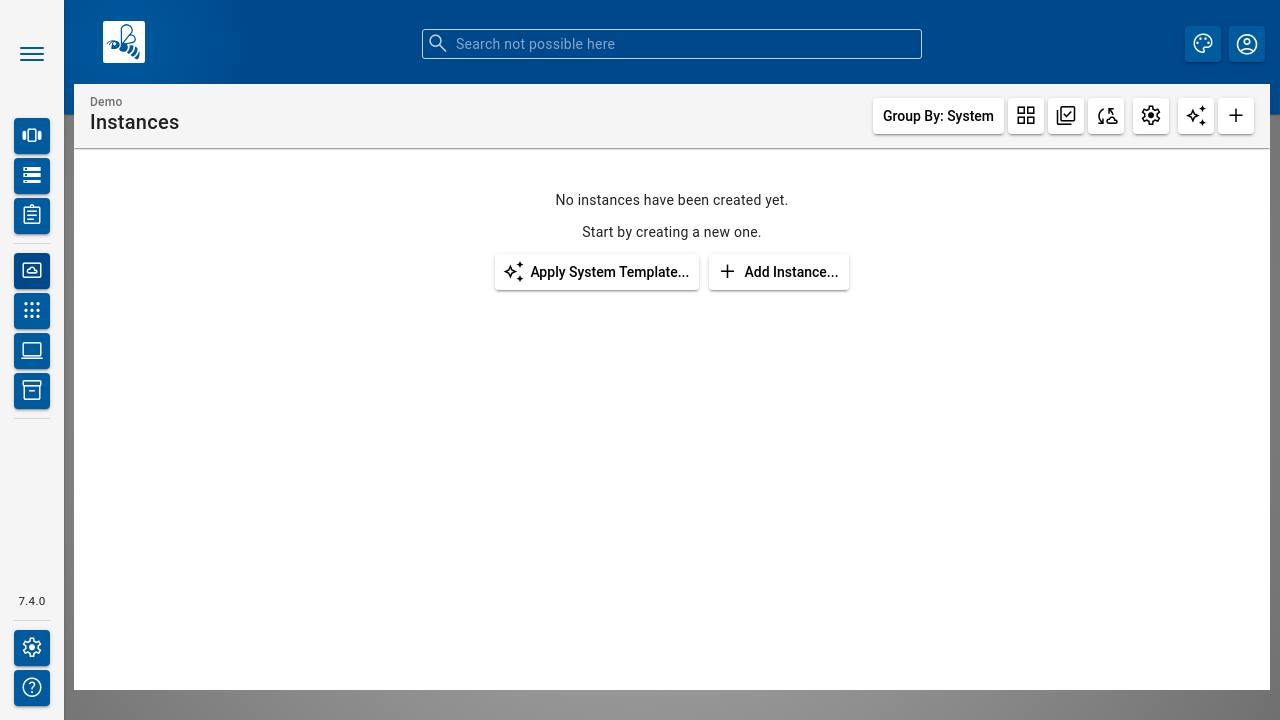 Search not possible here
Demo
Instances
Group By: System
No instances have been created yet.
Start by creating a new one.
Apply System Template...
Add Instance...
7.4.0